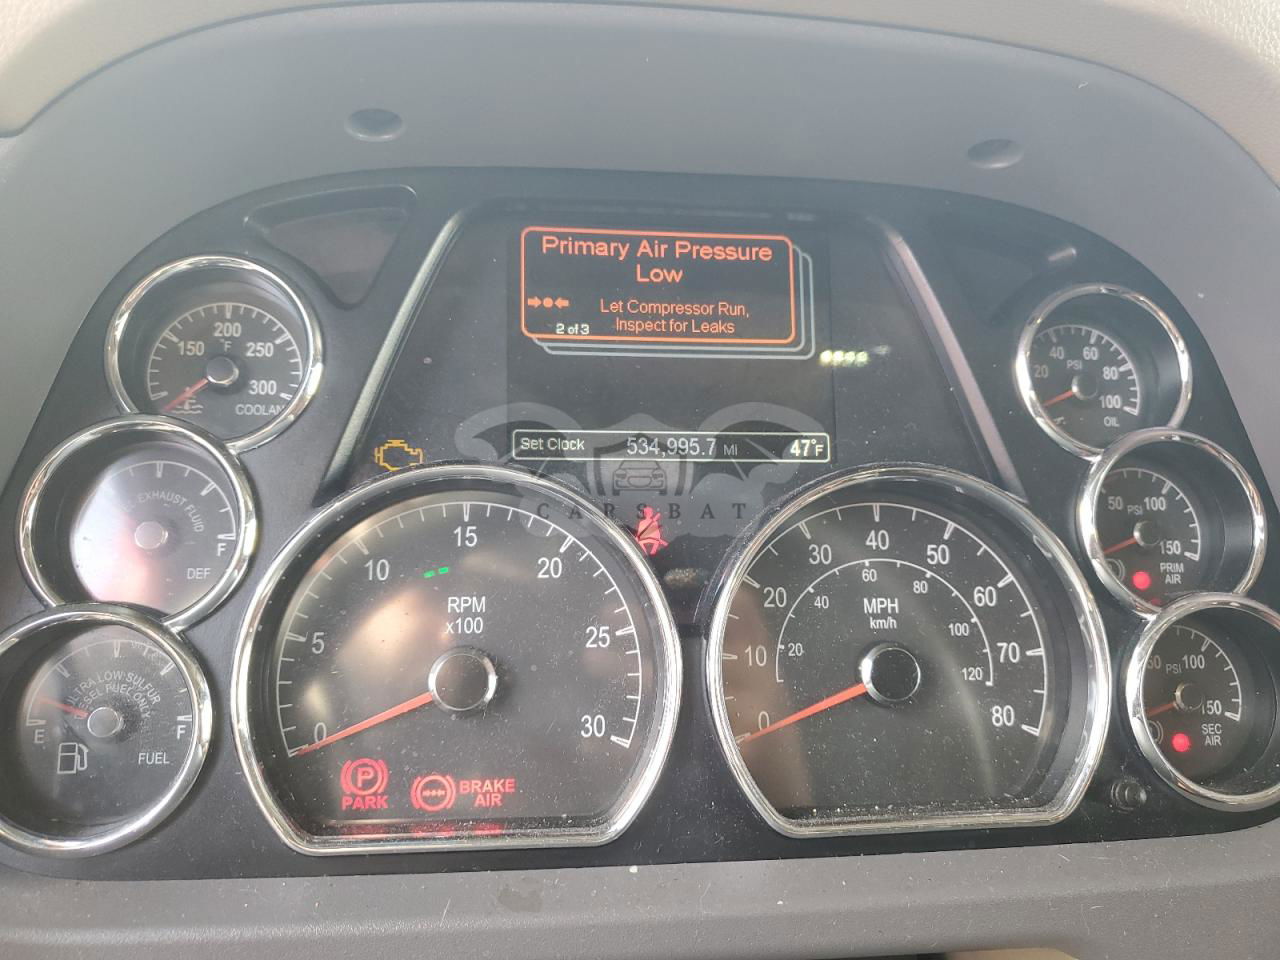 Primary Air Pressure
Low
Let Compressor Run,
Inspect for Leaks
2 of 3
Set Clock 534,995.7 MI 47°F
CARSBAT
150 200 250 300
°F
COOLANT
EXHAUST FLUID
F
DEF
ULTRA LOW SULFUR
DIESEL FUEL ONLY
E F
FUEL
0 5 10 15 20 25 30
RPM
x100
P
PARK
BRAKE
AIR
0 10 20 30 40 50 60 70 80
MPH
km/h
20 40 60 80 100 120
20 40 60 80 100
PSI
OIL
50 100 150
PSI
PRIM
AIR
50 100 150
PSI
SEC
AIR